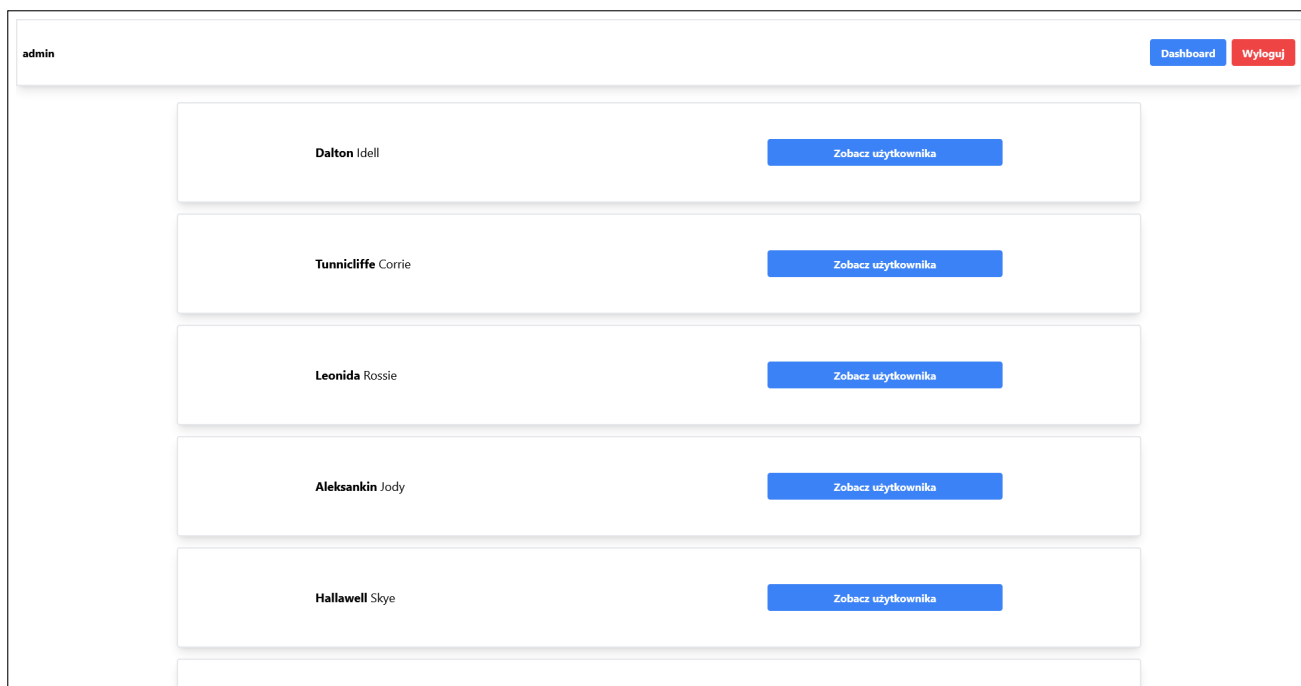 admin Dashboard Wyloguj
Dalton Idell Zobacz użytkownika
Tunnicliffe Corrie Zobacz użytkownika
Leonida Rossie Zobacz użytkownika
Aleksankin Jody Zobacz użytkownika
Hallawell Skye Zobacz użytkownika